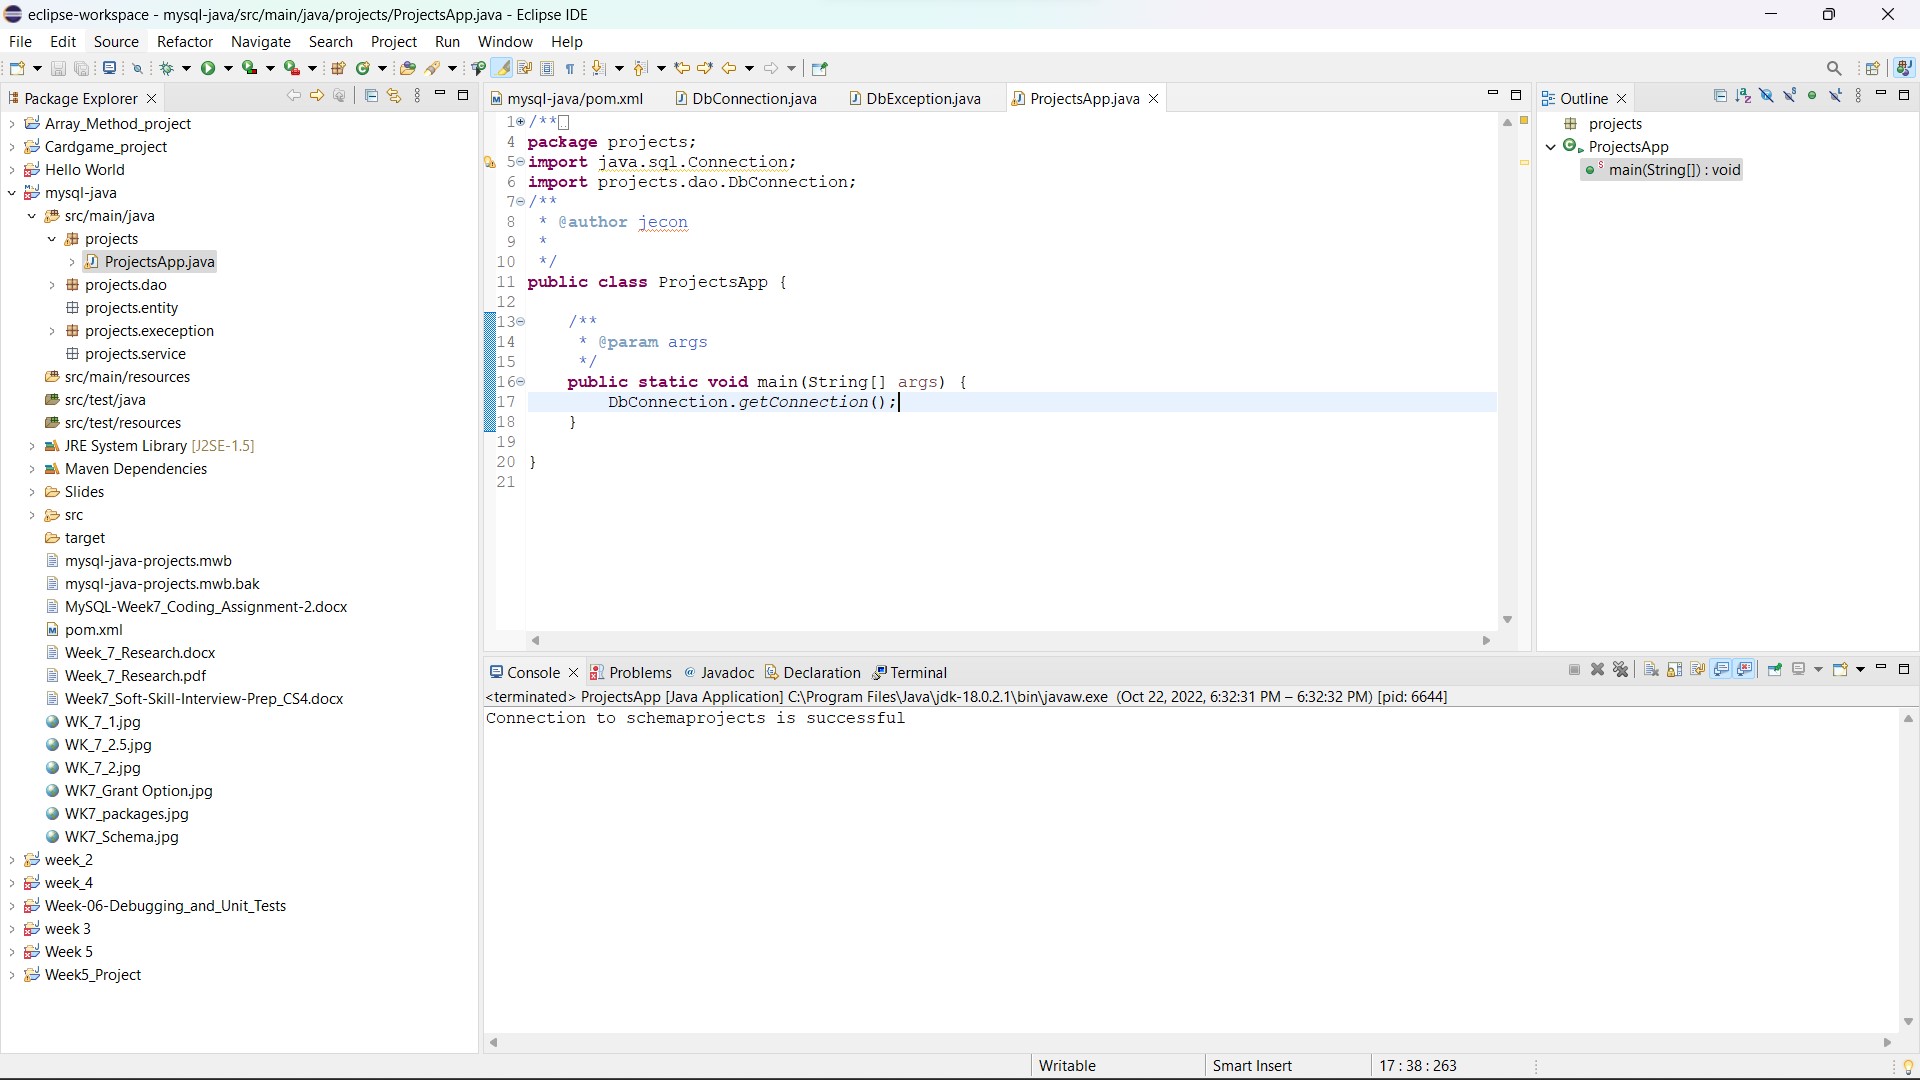 eclipse-workspace - mysql-java/src/main/java/projects/ProjectsApp.java - Eclipse IDE
File Edit Source Refactor Navigate Search Project Run Window Help
Package Explorer
Array_Method_project
Cardgame_project
Hello World
mysql-java
src/main/java
projects
ProjectsApp.java
projects.dao
projects.entity
projects.exeception
projects.service
src/main/resources
src/test/java
src/test/resources
JRE System Library [J2SE-1.5]
Maven Dependencies
Slides
src
target
mysql-java-projects.mwb
mysql-java-projects.mwb.bak
MySQL-Week7_Coding_Assignment-2.docx
pom.xml
Week_7_Research.docx
Week_7_Research.pdf
Week7_Soft-Skill-Interview-Prep_CS4.docx
WK_7_1.jpg
WK_7_2.5.jpg
WK_7_2.jpg
WK7_Grant Option.jpg
WK7_packages.jpg
WK7_Schema.jpg
week_2
week_4
Week-06-Debugging_and_Unit_Tests
week 3
Week 5
Week5_Project
mysql-java/pom.xml DbConnection.java DbException.java ProjectsApp.java
1 /**
4 package projects;
5 import java.sql.Connection;
6 import projects.dao.DbConnection;
7 /**
8 * @author jecon
9 *
10 */
11 public class ProjectsApp {
12
13 /**
14 * @param args
15 */
16 public static void main(String[] args) {
17 DbConnection.getConnection();
18 }
19
20 }
21
Outline
projects
ProjectsApp
main(String[]) : void
Console Problems Javadoc Declaration Terminal
<terminated> ProjectsApp [Java Application] C:\Program Files\Java\jdk-18.0.2.1\bin\javaw.exe (Oct 22, 2022, 6:32:31 PM – 6:32:32 PM) [pid: 6644]
Connection to schemaprojects is successful
Writable Smart Insert 17 : 38 : 263